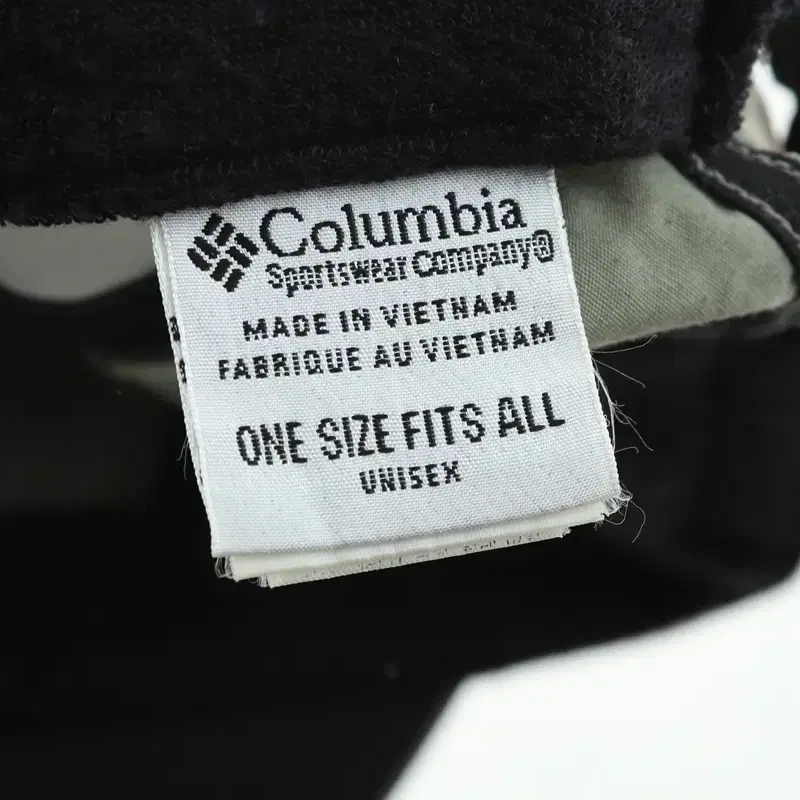 Columbia
Sportswear Company®
MADE IN VIETNAM
FABRIQUE AU VIETNAM
ONE SIZE FITS ALL
UNISEX